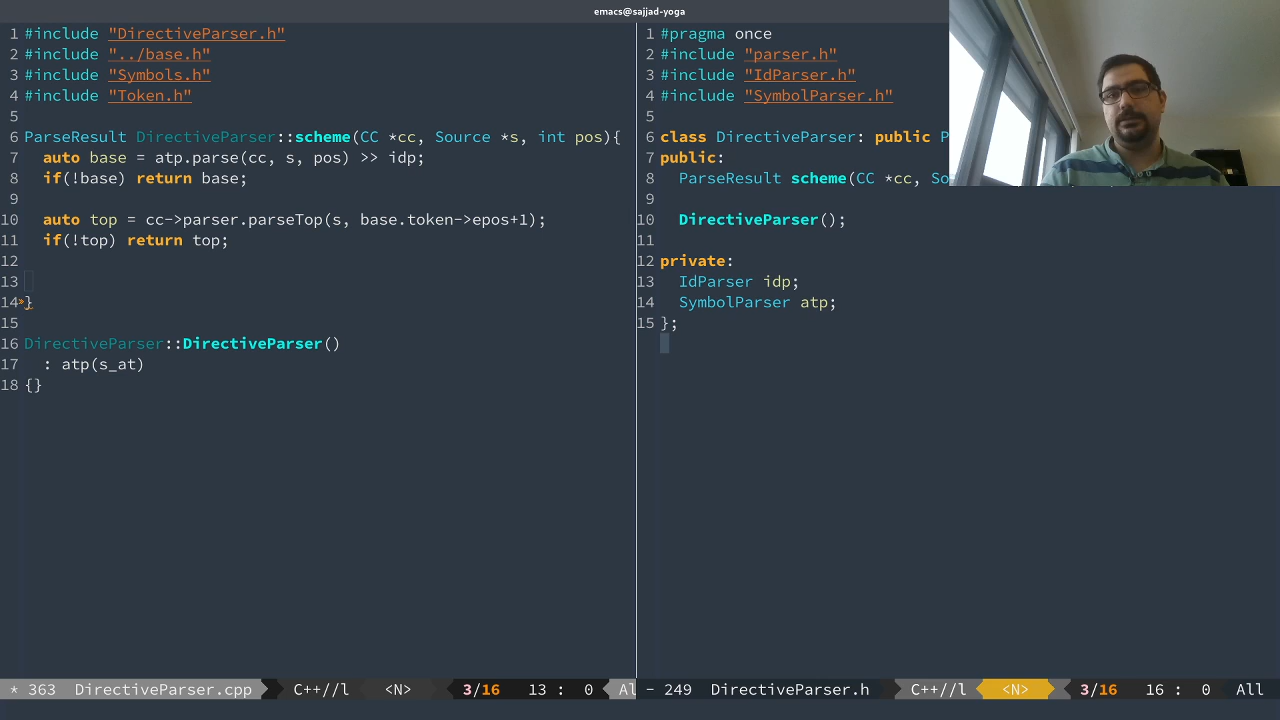 emacs@sajjad-yoga
1 #include "DirectiveParser.h"
2 #include "../base.h"
3 #include "Symbols.h"
4 #include "Token.h"
5
6 ParseResult DirectiveParser::scheme(CC *cc, Source *s, int pos){
7   auto base = atp.parse(cc, s, pos) >> idp;
8   if(!base) return base;
9
10   auto top = cc->parser.parseTop(s, base.token->epos+1);
11   if(!top) return top;
12
13
14 » }
15
16 DirectiveParser::DirectiveParser()
17   : atp(s_at)
18 {}
* 363 DirectiveParser.cpp C++//l <N> 3/16 13 : 0 Al
1 #pragma once
2 #include "parser.h"
3 #include "IdParser.h"
4 #include "SymbolParser.h"
5
6 class DirectiveParser: public P
7 public:
8   ParseResult scheme(CC *cc, So
9
10   DirectiveParser();
11
12 private:
13   IdParser idp;
14   SymbolParser atp;
15 };
- 249 DirectiveParser.h C++//l <N> 3/16 16 : 0 All